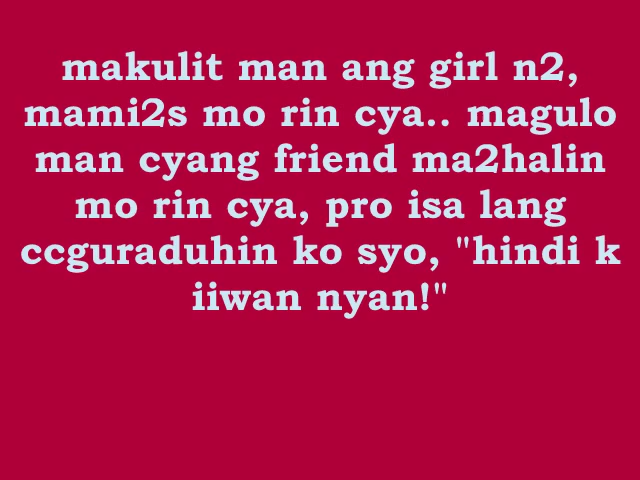 makulit man ang girl n2,
mami2s mo rin cya.. magulo
man cyang friend ma2halin
mo rin cya, pro isa lang
ccguraduhin ko syo, "hindi k
iiwan nyan!"